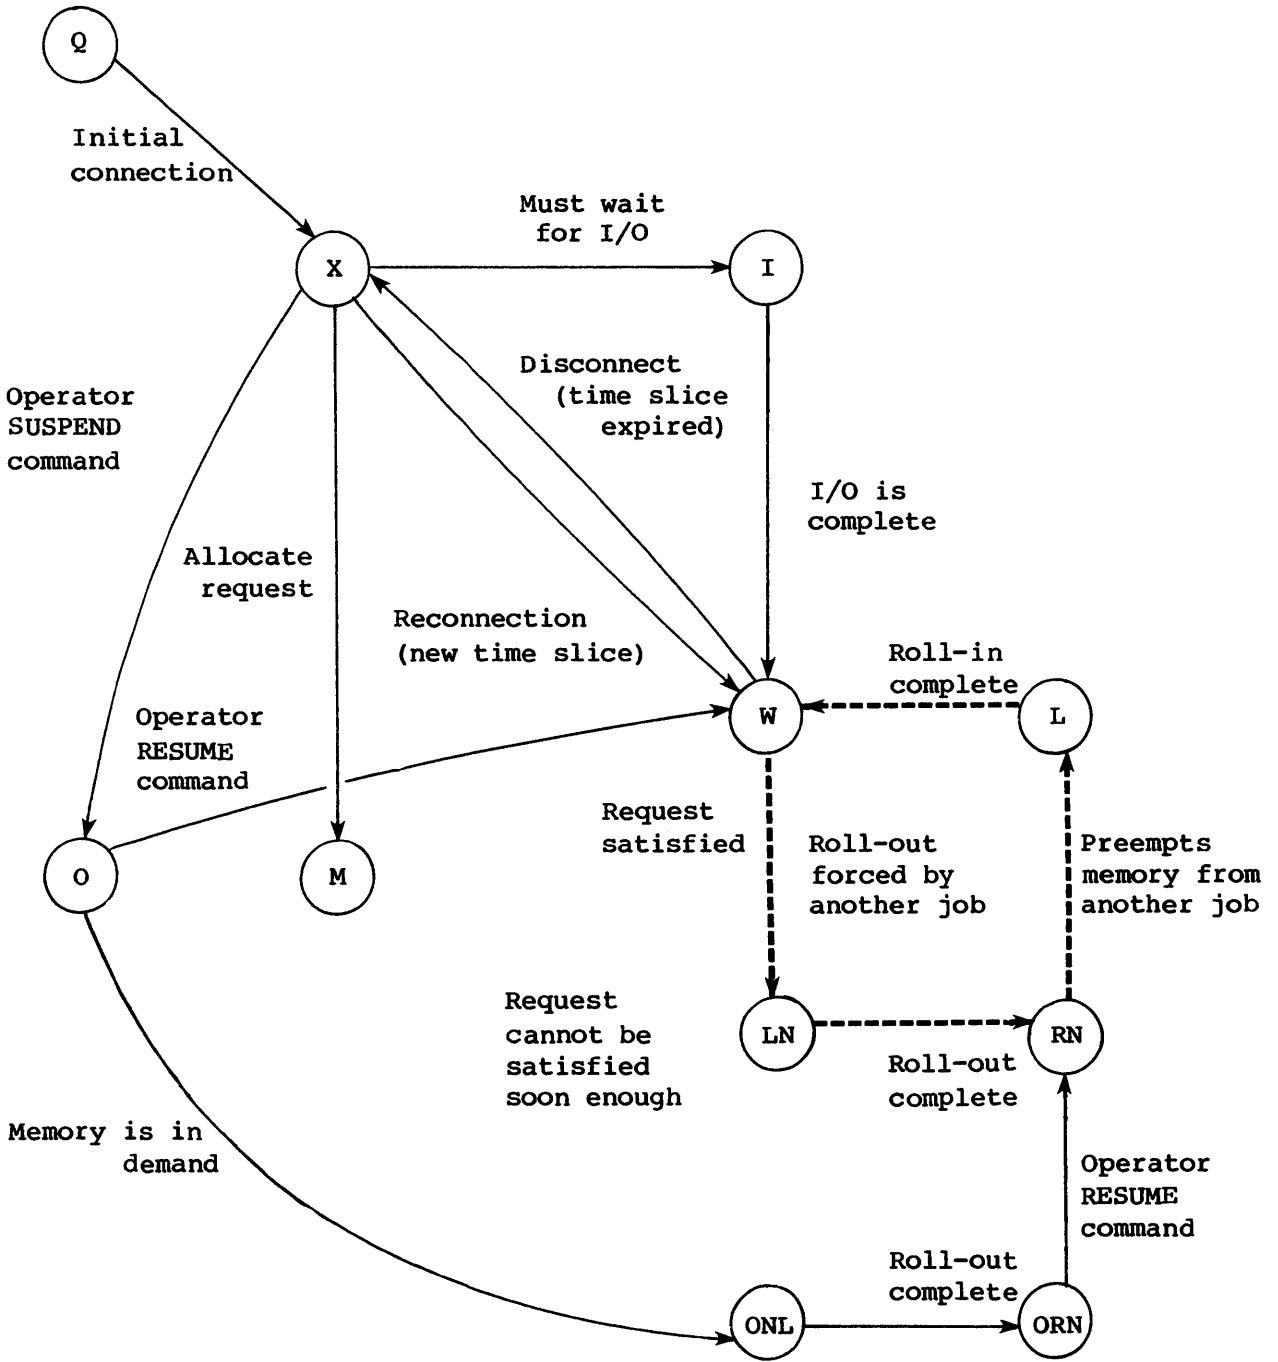 Q
Initial
connection
Must wait
for I/O
X
I
Disconnect
(time slice
expired)
Operator
SUSPEND
command
I/O is
complete
Allocate
request
Reconnection
(new time slice)
Roll-in
complete
Operator
RESUME
command
W
L
Request
satisfied
Roll-out
forced by
another job
Preempts
memory from
another job
O
M
Request
cannot be
satisfied
soon enough
LN
RN
Roll-out
complete
Memory is in
demand
Operator
RESUME
command
Roll-out
complete
ONL
ORN